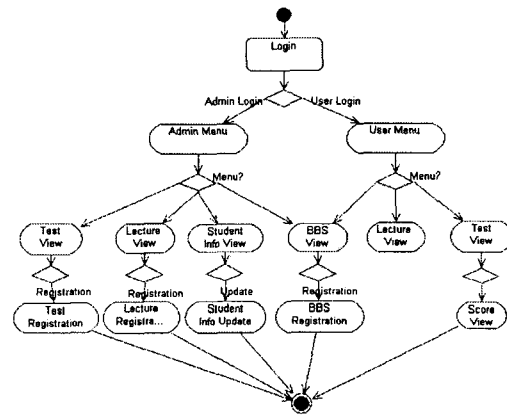 Login
Admin Login
User Login
Admin Menu
User Menu
Menu?
Menu?
Test
View
Lecture
View
Student
Info View
BBS
View
Lecture
View
Test
View
Registration
Registration
Update
Registration
Test
Registration
Lecture
Registra...
Student
Info Update
BBS
Registration
Score
View